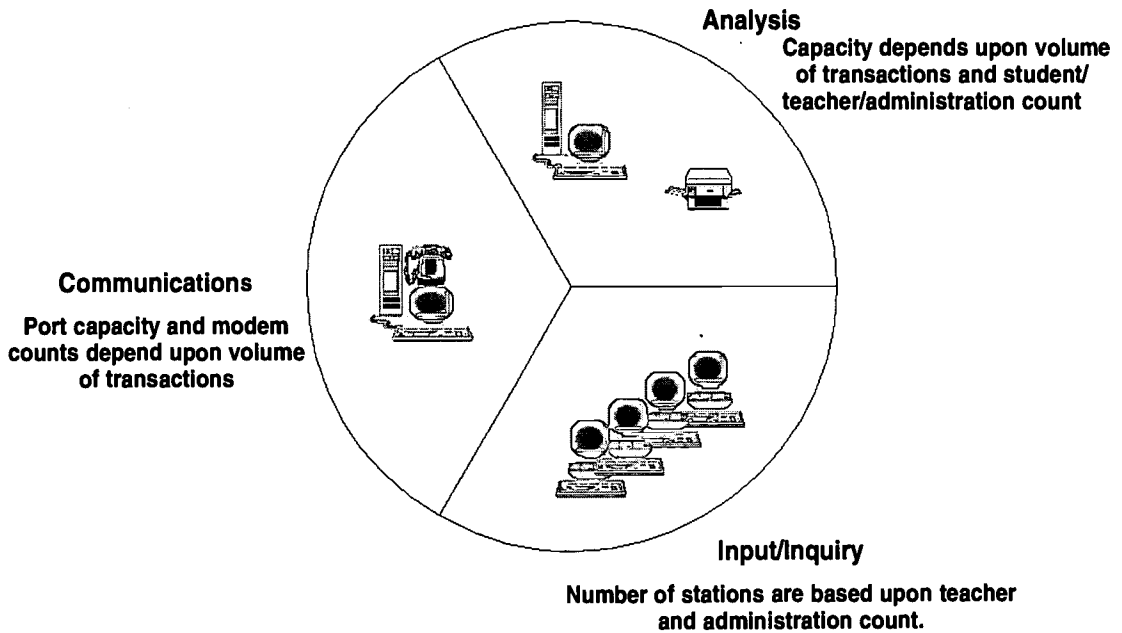 Analysis
Capacity depends upon volume
of transactions and student/
teacher/administration count
Communications
Port capacity and modem
counts depend upon volume
of transactions
Input/Inquiry
Number of stations are based upon teacher
and administration count.